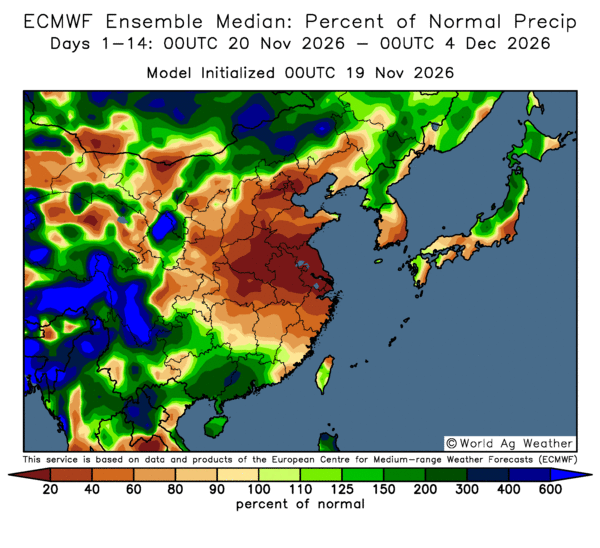 ECMWF Ensemble Median: Percent of Normal Precip
Days 1−14: 00UTC 20 Nov 2026 − 00UTC 4 Dec 2026
Model Initialized 00UTC 19 Nov 2026
©World Ag Weather
This service is based on data and products of the European Centre for Medium-range Weather Forecasts (ECMWF)
20 40 60 80 90 100 110 125 150 200 300 400 600
percent of normal